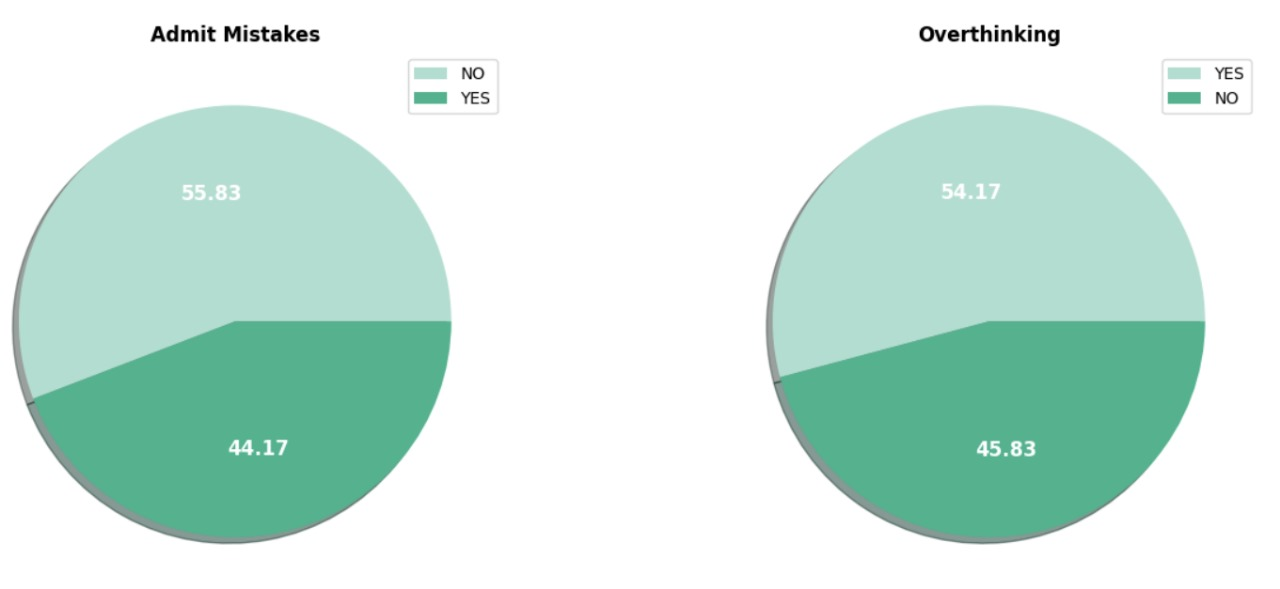 Admit Mistakes
NO
YES
55.83
44.17
Overthinking
YES
NO
54.17
45.83